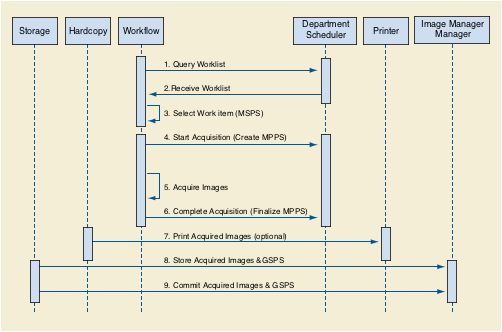 Storage
Hardcopy
Workflow
Department
Scheduler
Printer
Image Manager
Manager
1. Query Worklist
2.Receive Worklist
3. Select Work item (MSPS)
4. Start Acquisition (Create MPPS)
5. Acquire Images
6. Complete Acquisition (Finalize MPPS)
7. Print Acquired Images (optional)
8. Store Acquired Images & GSPS
9. Commit Acquired Images & GSPS